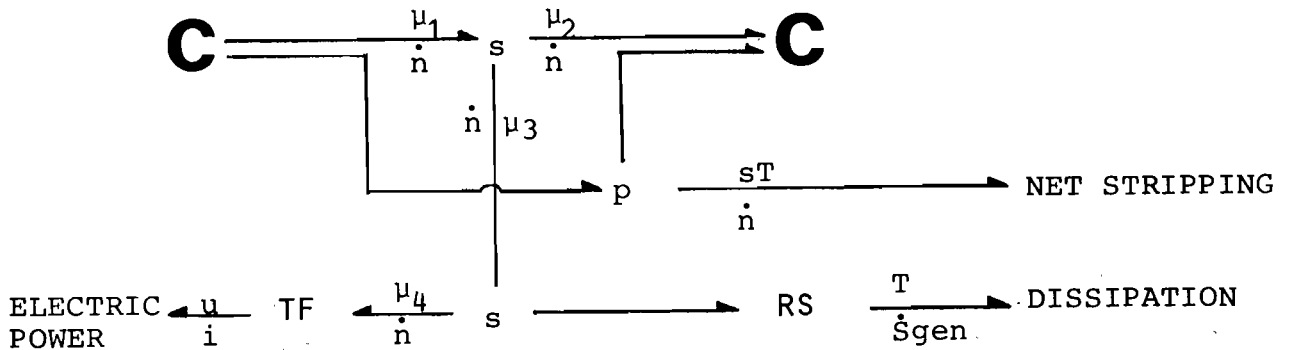 μ1 μ2
C s C
ṅ ṅ
ṅ μ3
sT
p NET STRIPPING
ṅ
μ4 T
ELECTRIC u TF s RS DISSIPATION
POWER i ṅ Ṡgen